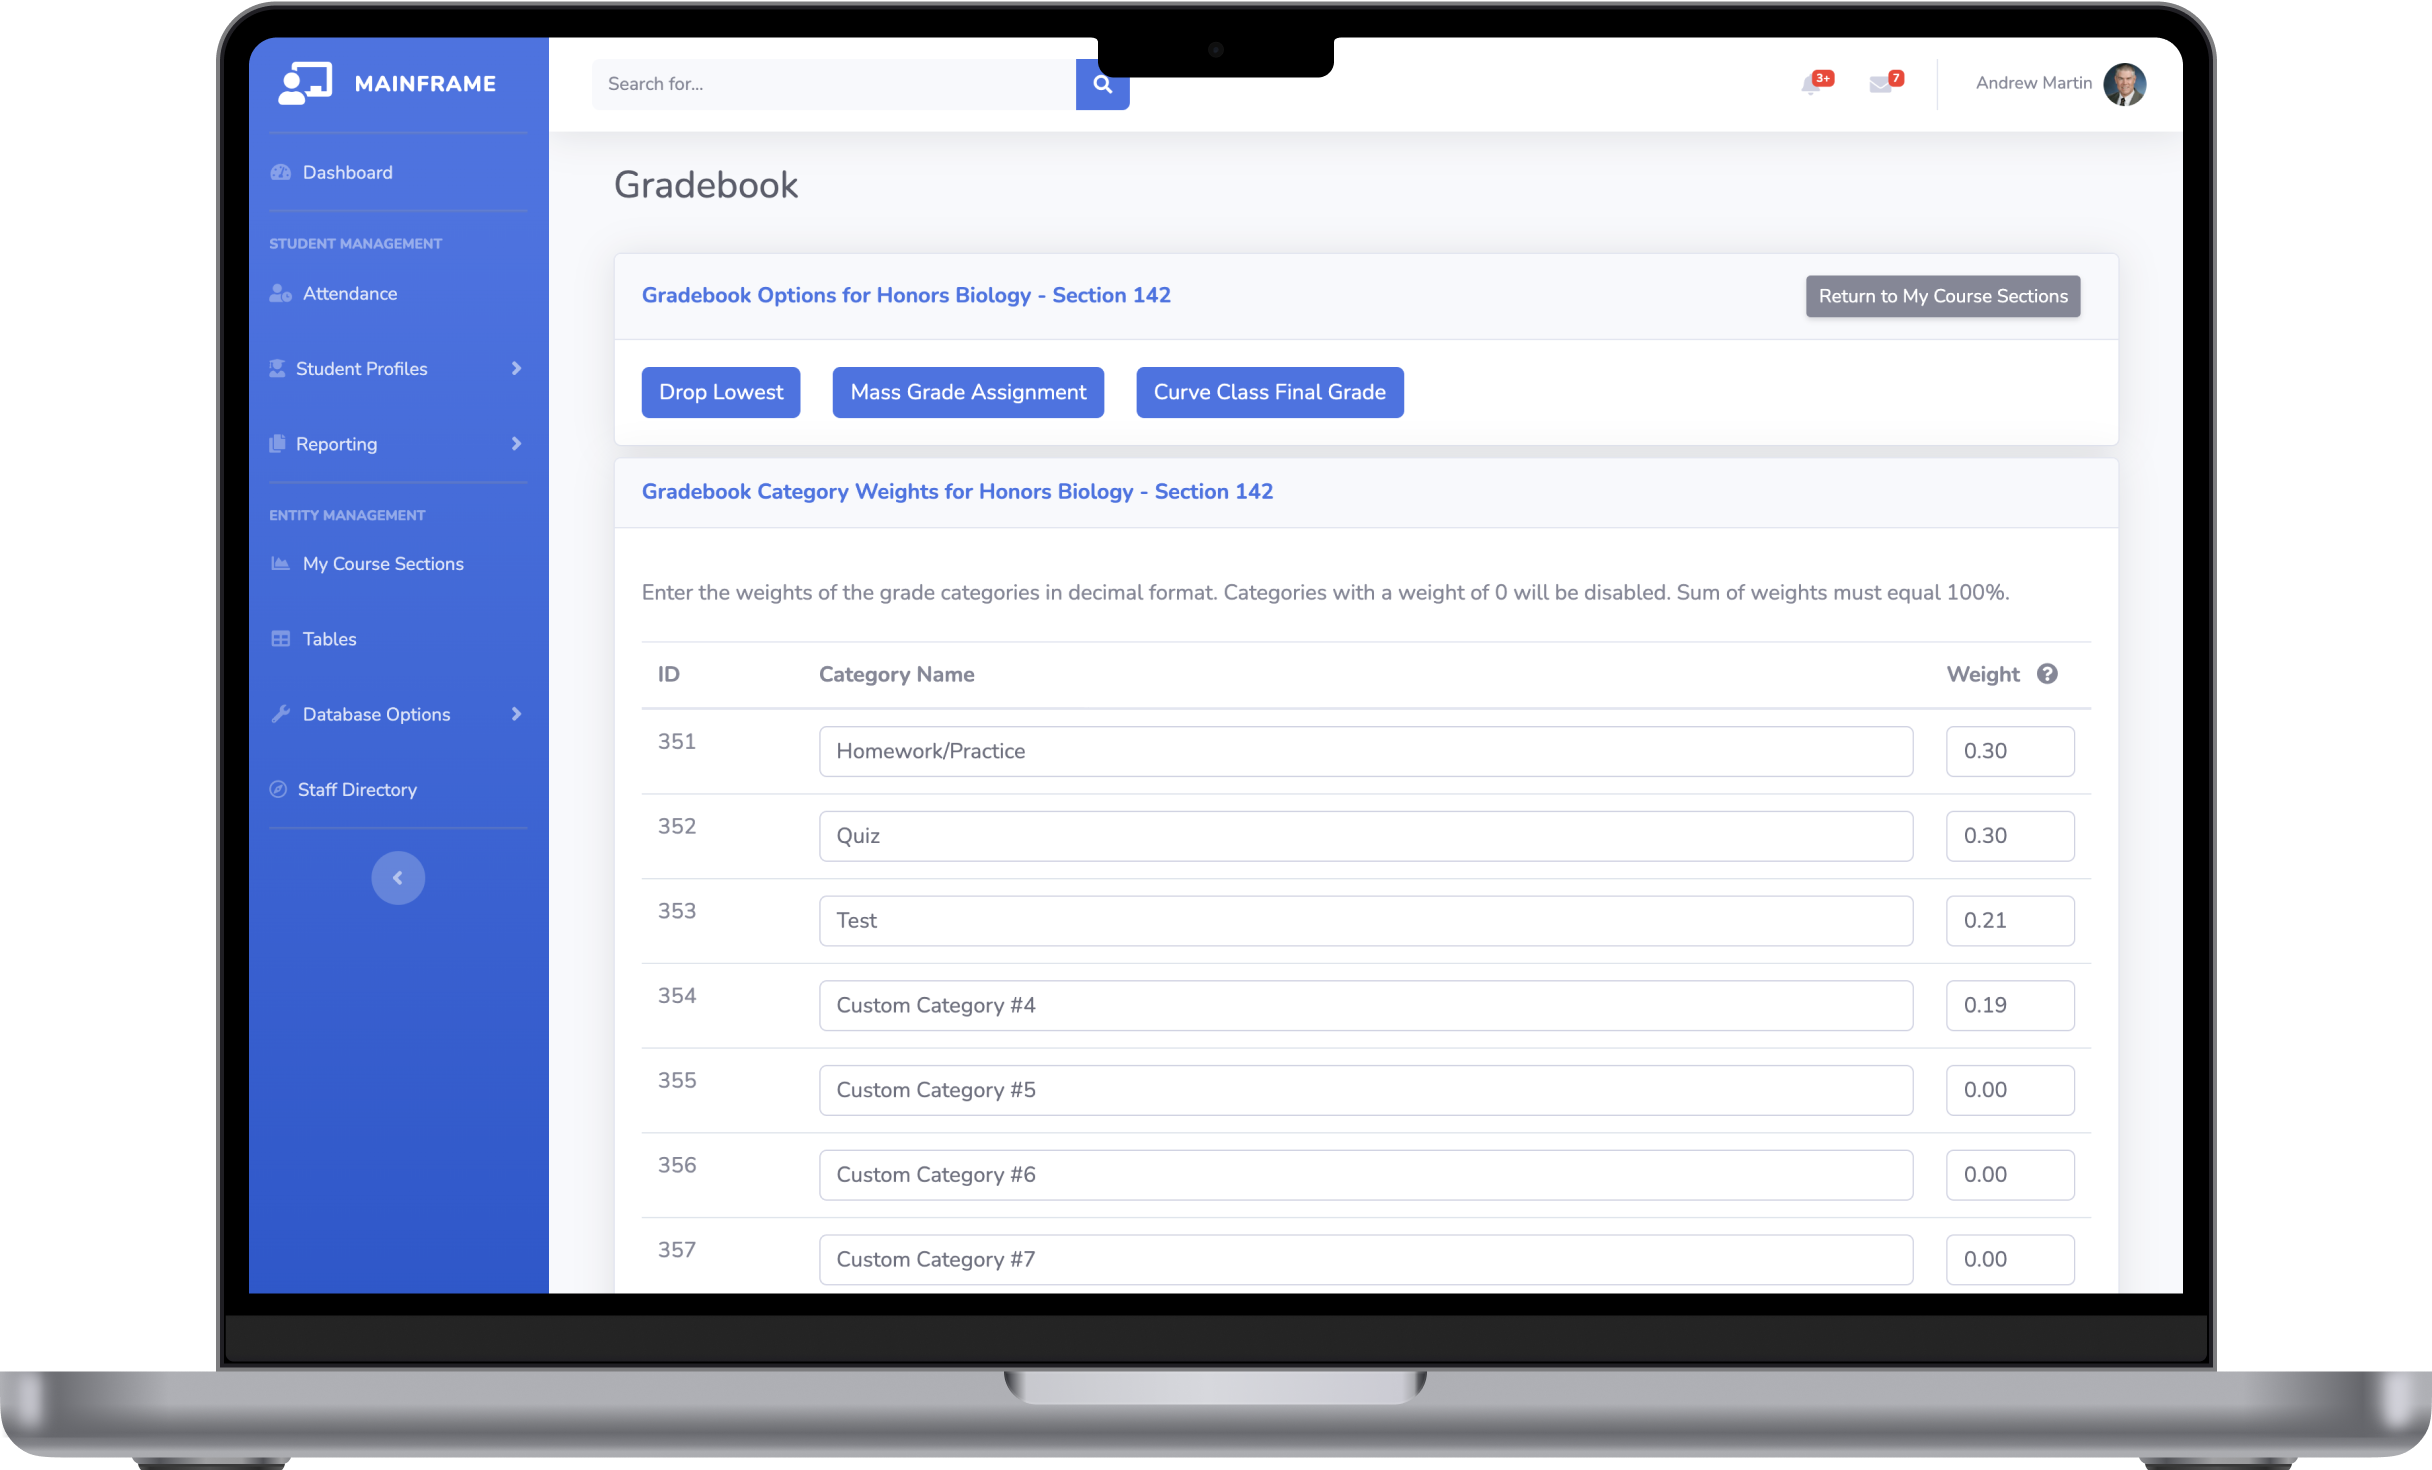 MAINFRAME
Search for...
3+
7
Andrew Martin
Dashboard
STUDENT MANAGEMENT
Attendance
Student Profiles
Reporting
ENTITY MANAGEMENT
My Course Sections
Tables
Database Options
Staff Directory
Gradebook
Gradebook Options for Honors Biology - Section 142
Return to My Course Sections
Drop Lowest
Mass Grade Assignment
Curve Class Final Grade
Gradebook Category Weights for Honors Biology - Section 142
Enter the weights of the grade categories in decimal format. Categories with a weight of 0 will be disabled. Sum of weights must equal 100%.
ID Category Name Weight ?
351 Homework/Practice 0.30
352 Quiz 0.30
353 Test 0.21
354 Custom Category #4 0.19
355 Custom Category #5 0.00
356 Custom Category #6 0.00
357 Custom Category #7 0.00